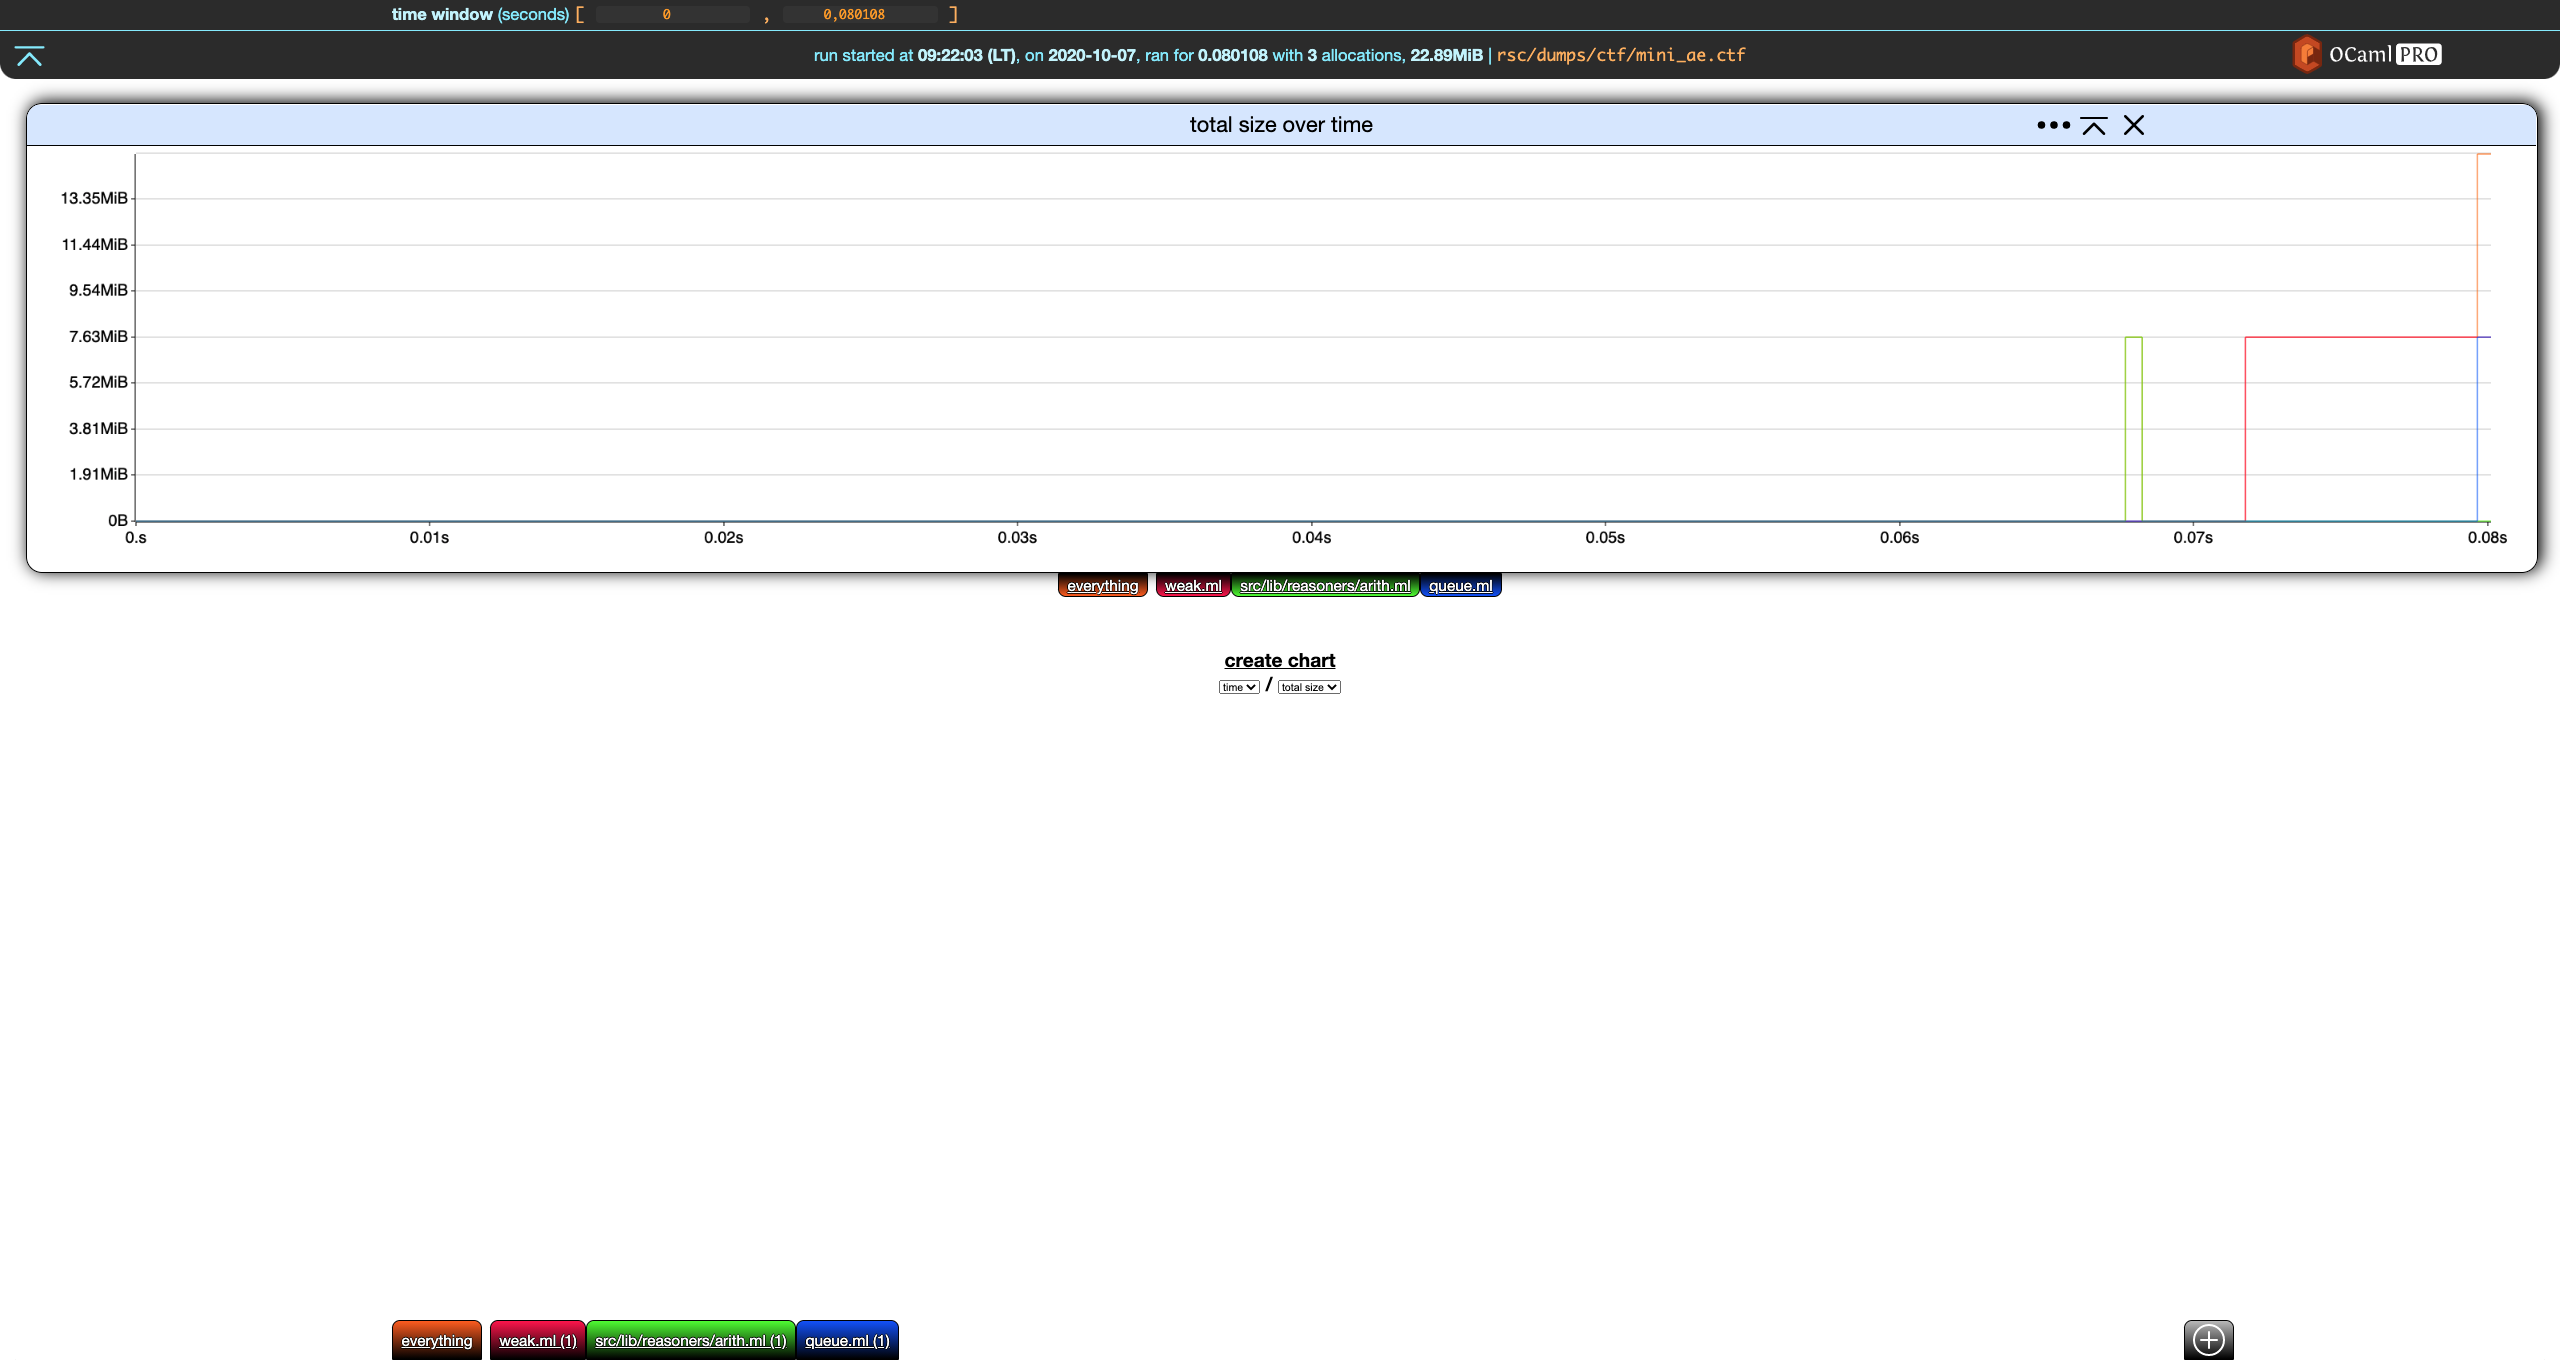 time window (seconds) [ 0 , 0,080108 ]
run started at 09:22:03 (LT), on 2020-10-07, ran for 0.080108 with 3 allocations, 22.89MiB | rsc/dumps/ctf/mini_ae.ctf
OCaml PRO
total size over time
13.35MiB
11.44MiB
9.54MiB
7.63MiB
5.72MiB
3.81MiB
1.91MiB
0B
0.s 0.01s 0.02s 0.03s 0.04s 0.05s 0.06s 0.07s 0.08s
everything weak.ml src/lib/reasoners/arith.ml queue.ml
create chart
time / total size
everything weak.ml (1) src/lib/reasoners/arith.ml (1) queue.ml (1)